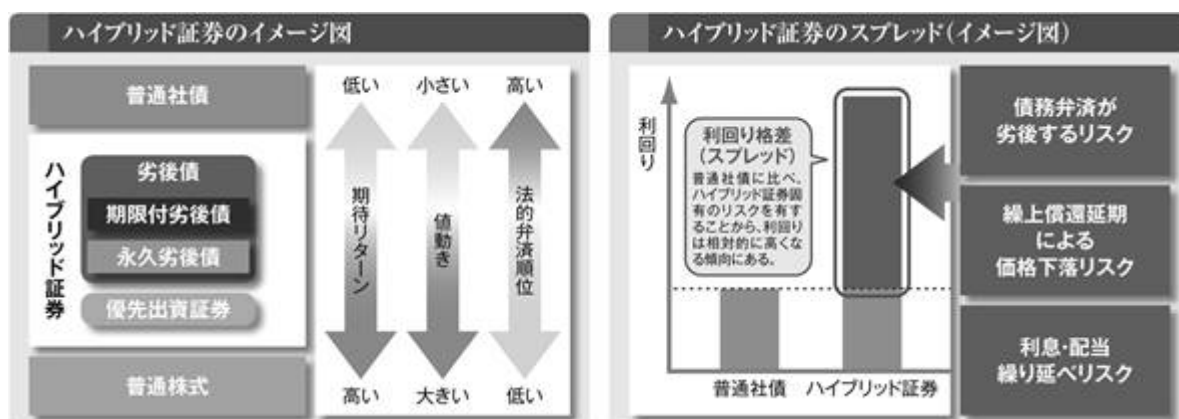 ハイブリッド証券のイメージ図
普通社債
ハイブリッド証券
劣後債
期限付劣後債
永久劣後債
優先出資証券
普通株式
低い
小さい
高い
期待リターン
値動き
法的弁済順位
高い
大きい
低い
ハイブリッド証券のスプレッド(イメージ図)
利回り
利回り格差
(スプレッド)
普通社債に比べ、
ハイブリッド証券固
有のリスクを有す
ることから、利回り
は相対的に高くな
る傾向にある。
普通社債
ハイブリッド証券
債務弁済が
劣後するリスク
繰上償還延期
による
価格下落リスク
利息・配当
繰り延べリスク